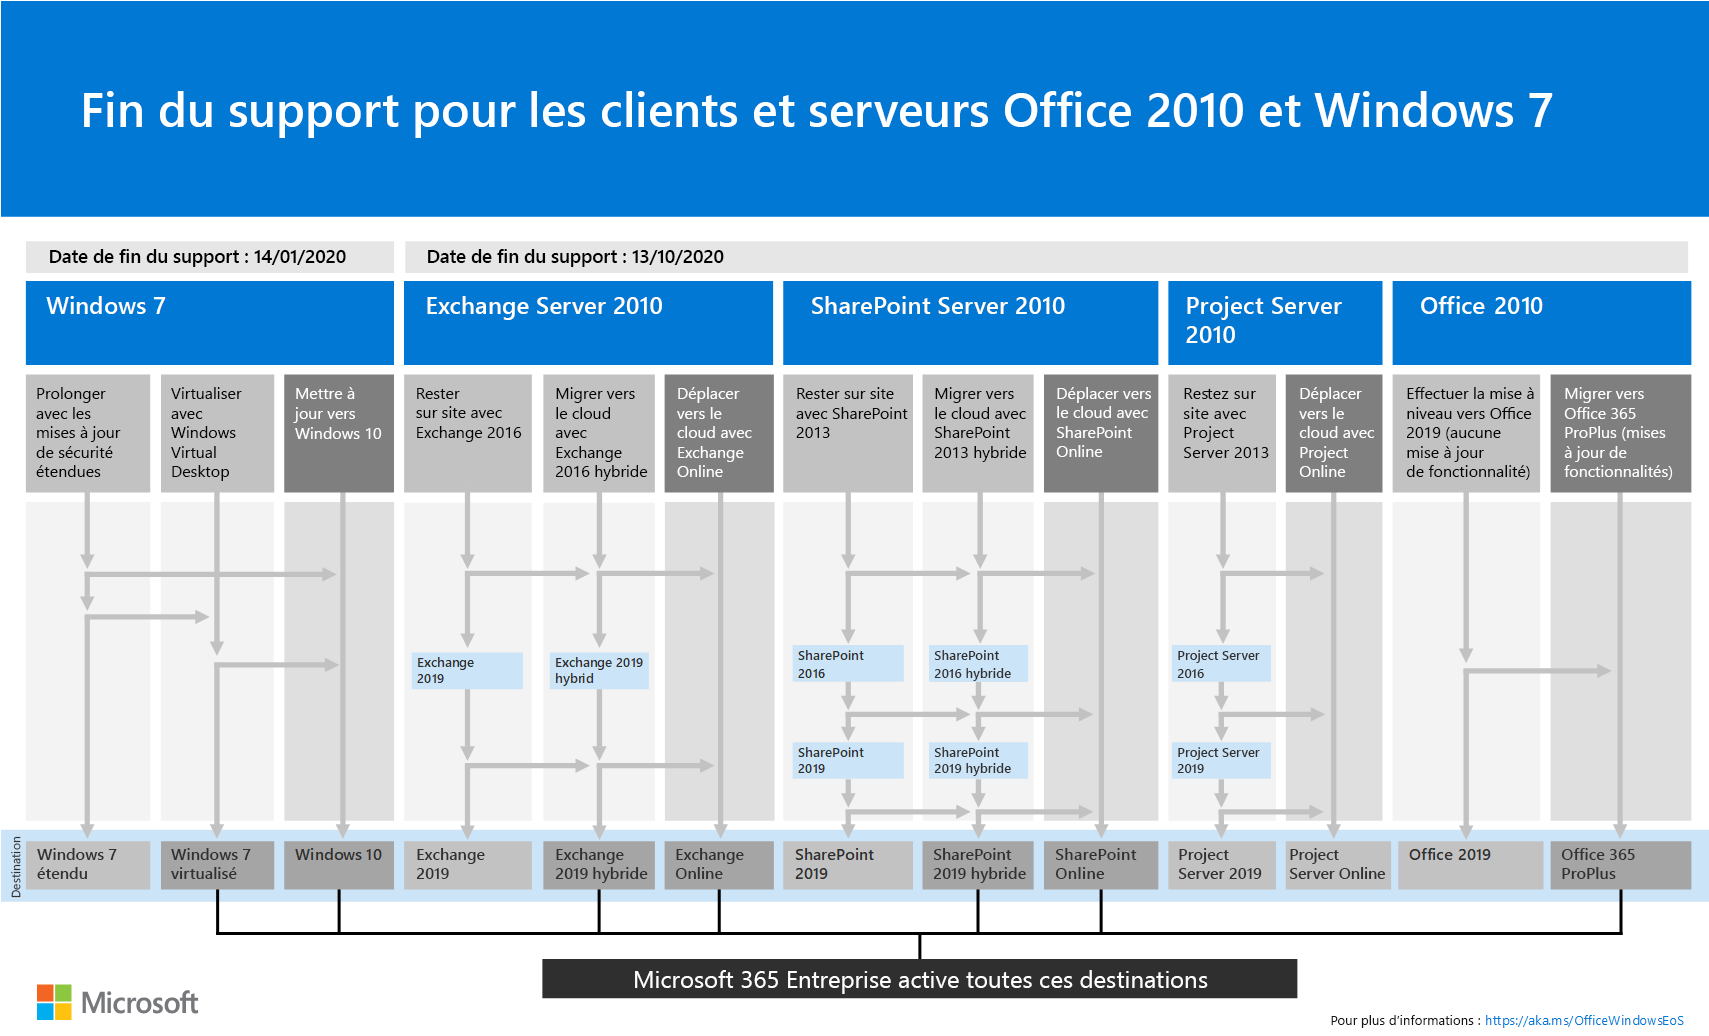 Fin du support pour les clients et serveurs Office 2010 et Windows 7
Date de fin du support : 14/01/2020
Date de fin du support : 13/10/2020
Windows 7
Exchange Server 2010
SharePoint Server 2010
Project Server
2010
Office 2010
Prolonger
avec les
mises à jour
de sécurité
étendues
Virtualiser
avec
Windows
Virtual
Desktop
Mettre à
jour vers
Windows 10
Rester
sur site avec
Exchange 2016
Migrer vers
le cloud
avec
Exchange
2016 hybride
Déplacer
vers le
cloud avec
Exchange
Online
Rester sur site
avec SharePoint
2013
Migrer vers
le cloud avec
SharePoint
2013 hybride
Déplacer vers
le cloud avec
SharePoint
Online
Restez sur
site avec
Project
Server 2013
Déplacer
vers le
cloud avec
Project
Online
Effectuer la mise à
niveau vers Office
2019 (aucune
mise à jour
de fonctionnalité)
Migrer vers
Office 365
ProPlus (mises
à jour de
fonctionnalités)
Exchange
2019
Exchange 2019
hybrid
SharePoint
2016
SharePoint
2016 hybride
Project Server
2016
SharePoint
2019
SharePoint
2019 hybride
Project Server
2019
Destination
Windows 7
étendu
Windows 7
virtualisé
Windows 10
Exchange
2019
Exchange
2019 hybride
Exchange
Online
SharePoint
2019
SharePoint
2019 hybride
SharePoint
Online
Project
Server 2019
Project
Server Online
Office 2019
Office 365
ProPlus
Microsoft 365 Entreprise active toutes ces destinations
Microsoft
Pour plus d’informations : https://aka.ms/OfficeWindowsEoS